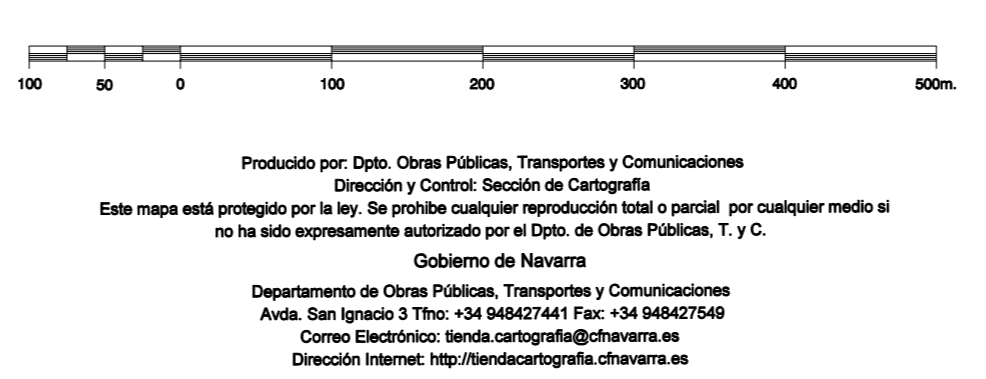 100 50 0 100 200 300 400 500m.
Producido por: Dpto. Obras Públicas, Transportes y Comunicaciones
Dirección y Control: Sección de Cartografía
Este mapa está protegido por la ley. Se prohibe cualquier reproducción total o parcial por cualquier medio si
no ha sido expresamente autorizado por el Dpto. de Obras Públicas, T. y C.
Gobierno de Navarra
Departamento de Obras Públicas, Transportes y Comunicaciones
Avda. San Ignacio 3 Tfno: +34 948427441 Fax: +34 948427549
Correo Electrónico: tienda.cartografia@cfnavarra.es
Dirección Internet: http://tiendacartografia.cfnavarra.es